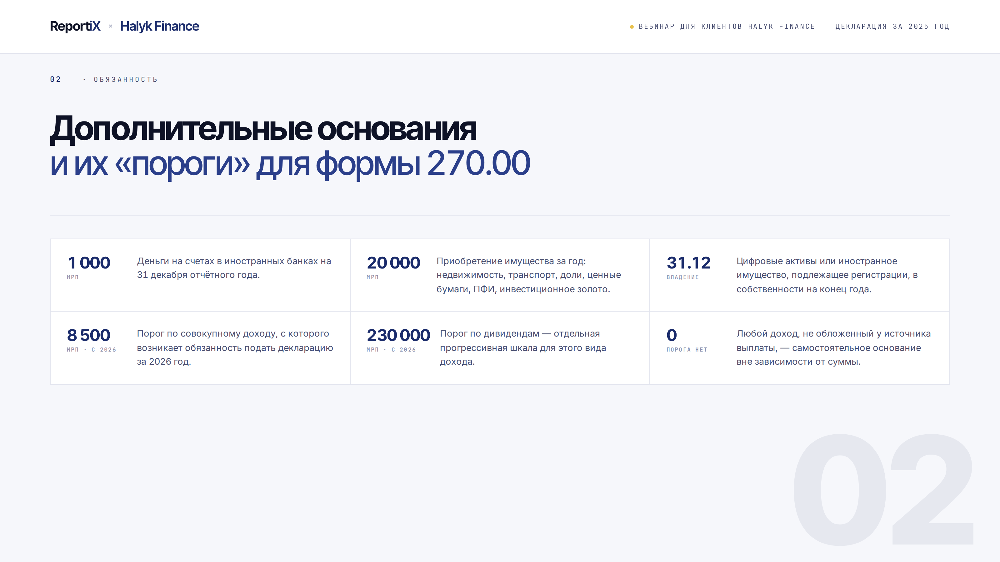 ReportiX × Halyk Finance
ВЕБИНАР ДЛЯ КЛИЕНТОВ HALYK FINANCE ДЕКЛАРАЦИЯ ЗА 2025 ГОД
02 · ОБЯЗАННОСТЬ
Дополнительные основания
и их «пороги» для формы 270.00
1 000
МРП
Деньги на счетах в иностранных банках на
31 декабря отчётного года.
20 000
МРП
Приобретение имущества за год:
недвижимость, транспорт, доли, ценные
бумаги, ПФИ, инвестиционное золото.
31.12
ВЛАДЕНИЕ
Цифровые активы или иностранное
имущество, подлежащее регистрации, в
собственности на конец года.
8 500
МРП · С 2026
Порог по совокупному доходу, с которого
возникает обязанность подать декларацию
за 2026 год.
230 000
МРП · С 2026
Порог по дивидендам — отдельная
прогрессивная шкала для этого вида
дохода.
0
ПОРОГА НЕТ
Любой доход, не обложенный у источника
выплаты, — самостоятельное основание
вне зависимости от суммы.
02